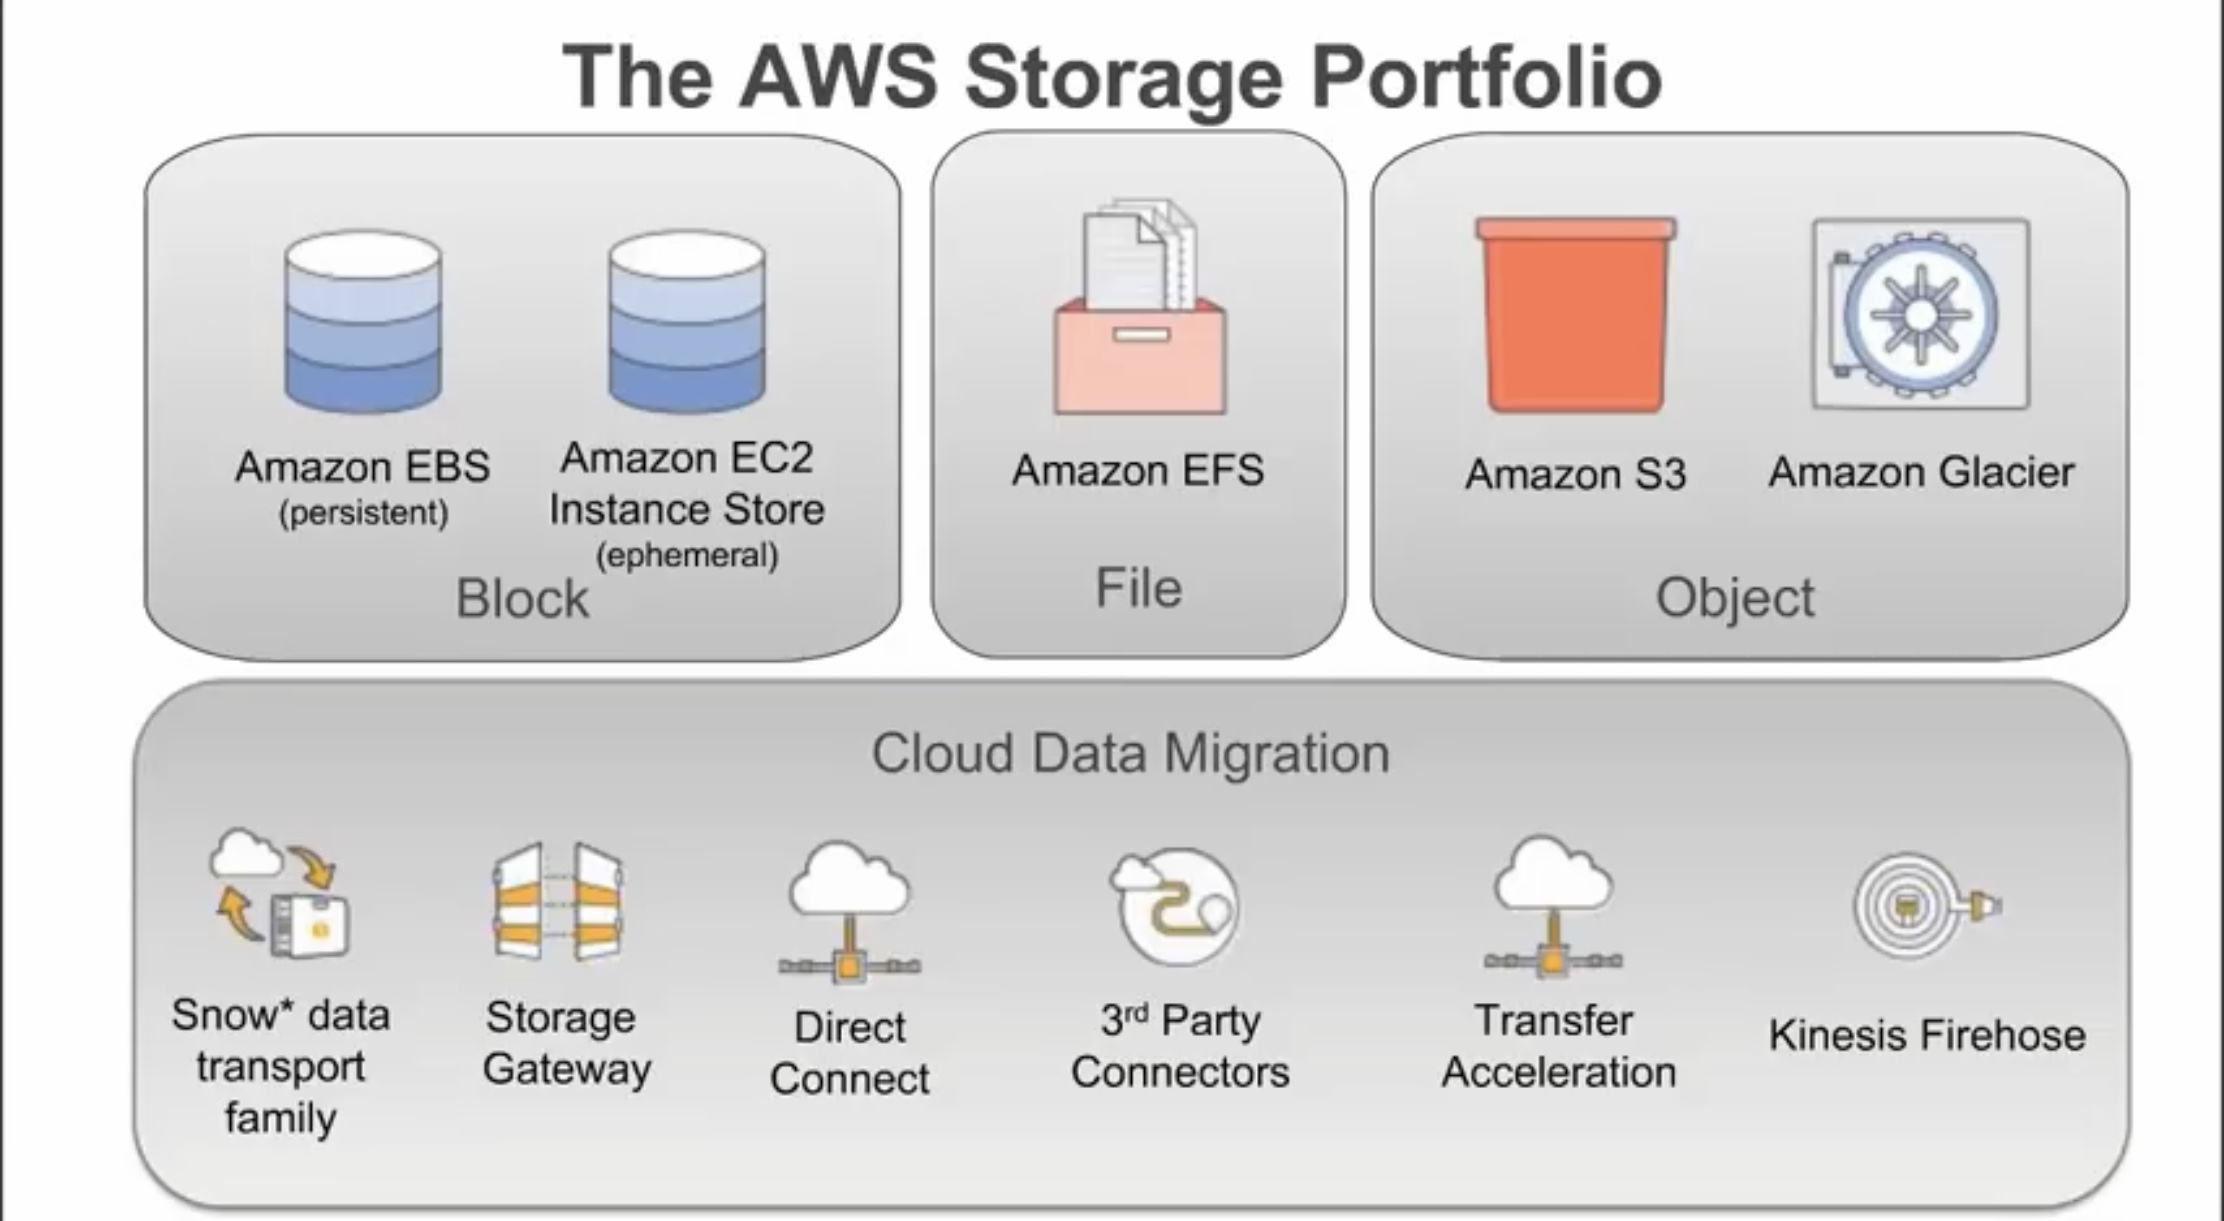 The AWS Storage Portfolio
Amazon EBS
(persistent)
Amazon EC2
Instance Store
(ephemeral)
Block
Amazon EFS
File
Amazon S3
Amazon Glacier
Object
Cloud Data Migration
Snow* data
transport
family
Storage
Gateway
Direct
Connect
3rd Party
Connectors
Transfer
Acceleration
Kinesis Firehose